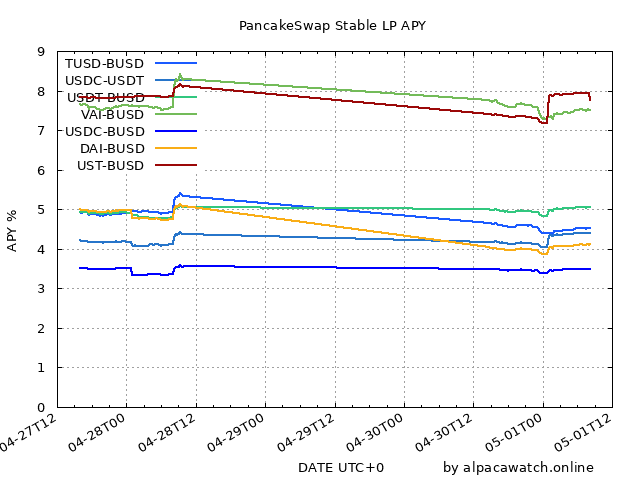 PancakeSwap Stable LP APY
9
8
7
6
5
4
3
2
1
0
APY %
TUSD-BUSD
USDC-USDT
USDT-BUSD
VAI-BUSD
USDC-BUSD
DAI-BUSD
UST-BUSD
04-27T12
04-28T00
04-28T12
04-29T00
04-29T12
04-30T00
04-30T12
05-01T00
05-01T12
DATE UTC+0
by alpacawatch.online